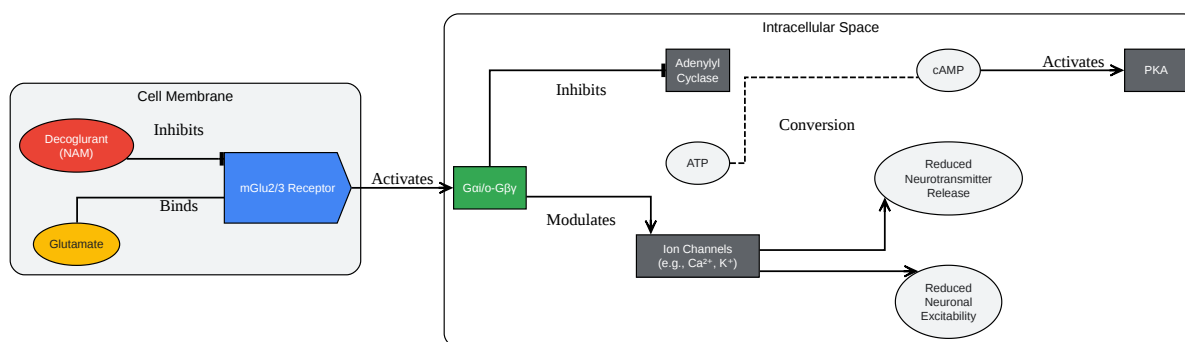 Intracellular Space
Cell Membrane
Decoglurant
(NAM)
Inhibits
mGlu2/3 Receptor
Binds
Glutamate
Activates
Gαi/o-Gβγ
Inhibits
Adenylyl
Cyclase
ATP
Conversion
cAMP
Activates
PKA
Modulates
Ion Channels
(e.g., Ca²⁺, K⁺)
Reduced
Neurotransmitter
Release
Reduced
Neuronal
Excitability